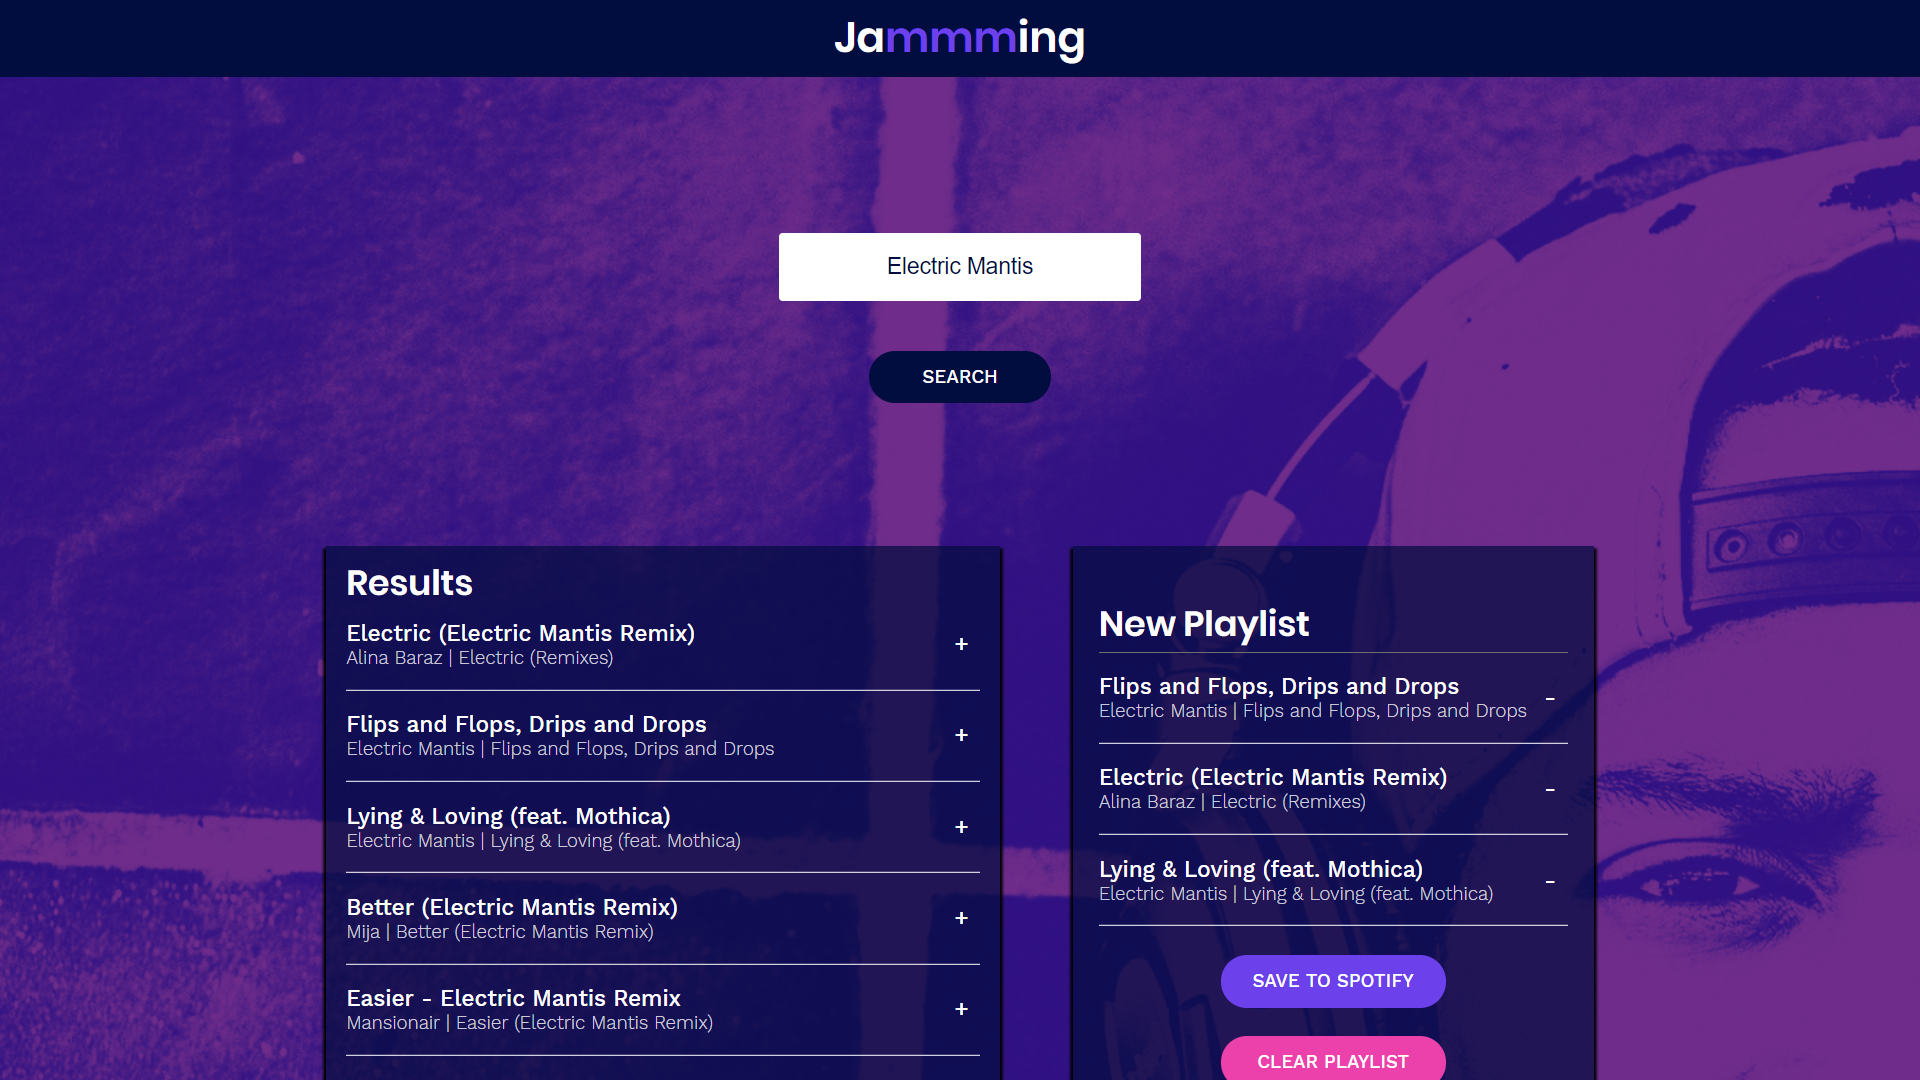 Jammming
Electric Mantis
SEARCH
Results
Electric (Electric Mantis Remix)
Alina Baraz | Electric (Remixes)
+
Flips and Flops, Drips and Drops
Electric Mantis | Flips and Flops, Drips and Drops
+
Lying & Loving (feat. Mothica)
Electric Mantis | Lying & Loving (feat. Mothica)
+
Better (Electric Mantis Remix)
Mija | Better (Electric Mantis Remix)
+
Easier - Electric Mantis Remix
Mansionair | Easier (Electric Mantis Remix)
+
New Playlist
Flips and Flops, Drips and Drops
Electric Mantis | Flips and Flops, Drips and Drops
-
Electric (Electric Mantis Remix)
Alina Baraz | Electric (Remixes)
-
Lying & Loving (feat. Mothica)
Electric Mantis | Lying & Loving (feat. Mothica)
-
SAVE TO SPOTIFY
CLEAR PLAYLIST